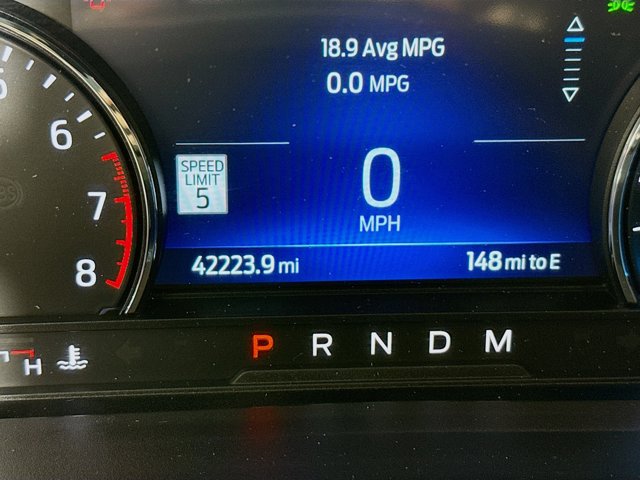 18.9 Avg MPG
0.0 MPG
6
7
8
SPEED
LIMIT
5
0
MPH
42223.9 mi
148 mi to E
H
P R N D M